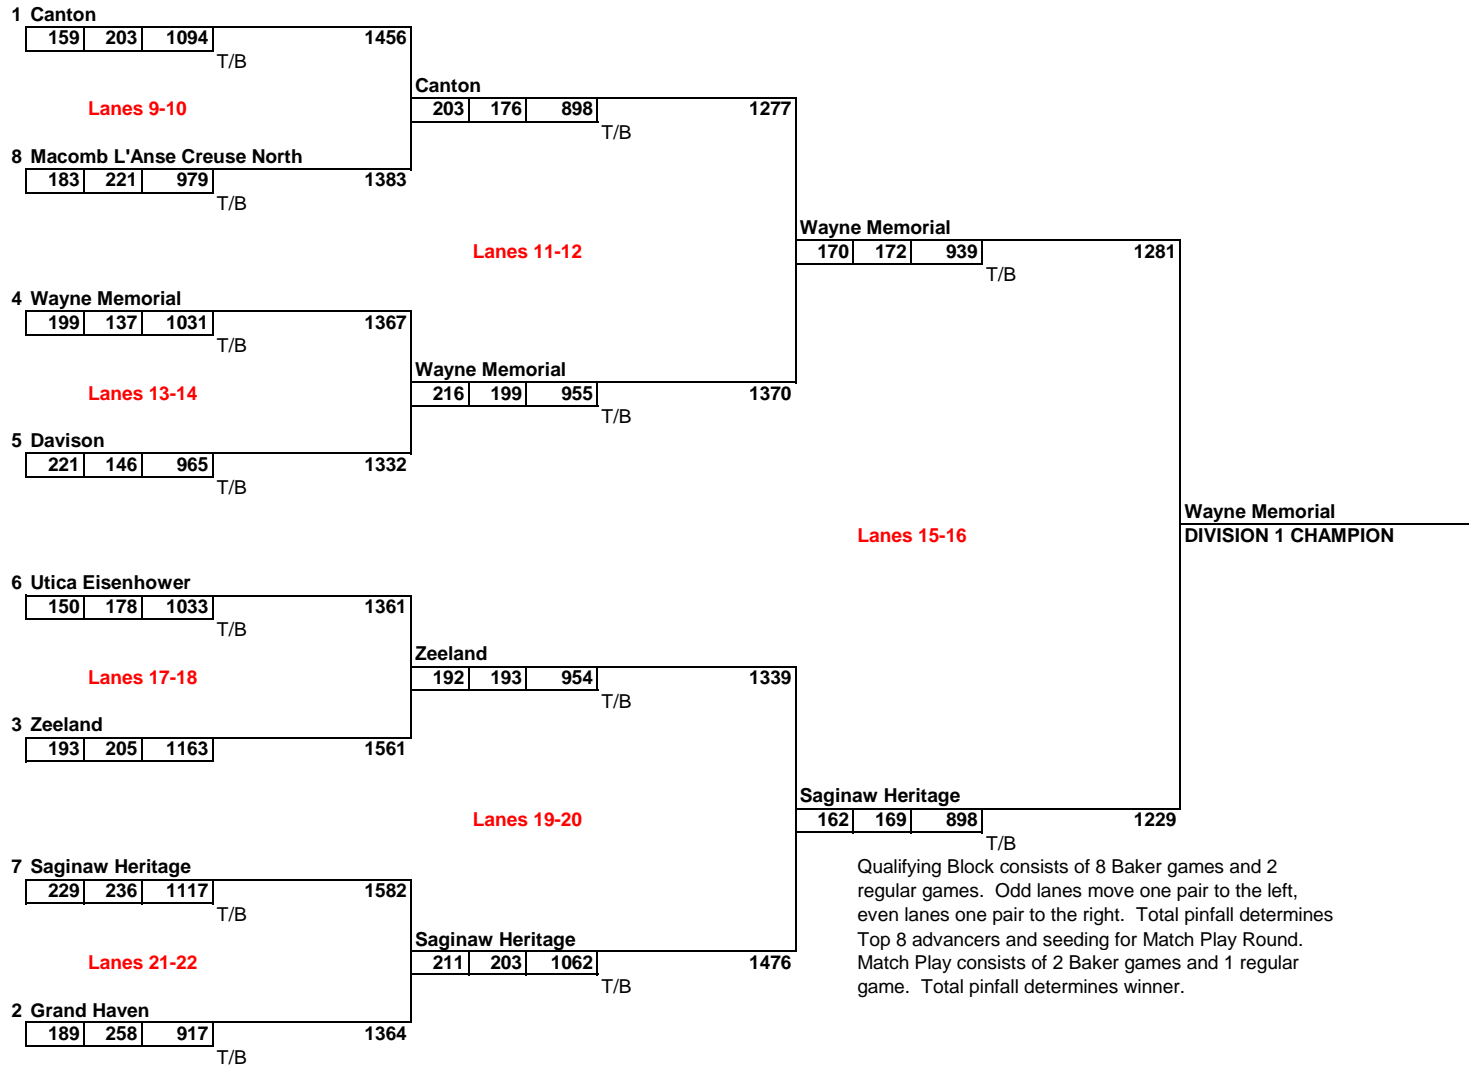 1 Canton
159 203 1094 1456
T/B
Lanes 9-10
8 Macomb L'Anse Creuse North
183 221 979 1383
T/B
4 Wayne Memorial
199 137 1031 1367
T/B
Lanes 13-14
5 Davison
221 146 965 1332
T/B
6 Utica Eisenhower
150 178 1033 1361
T/B
Lanes 17-18
3 Zeeland
193 205 1163 1561
7 Saginaw Heritage
229 236 1117 1582
T/B
Lanes 21-22
2 Grand Haven
189 258 917 1364
T/B
Canton
203 176 898 1277
T/B
Lanes 11-12
Wayne Memorial
216 199 955 1370
T/B
Zeeland
192 193 954 1339
T/B
Lanes 19-20
Saginaw Heritage
211 203 1062 1476
T/B
Wayne Memorial
170 172 939 1281
T/B
Lanes 15-16
Saginaw Heritage
162 169 898 1229
T/B
Wayne Memorial
DIVISION 1 CHAMPION
Qualifying Block consists of 8 Baker games and 2
regular games. Odd lanes move one pair to the left,
even lanes one pair to the right. Total pinfall determines
Top 8 advancers and seeding for Match Play Round.
Match Play consists of 2 Baker games and 1 regular
game. Total pinfall determines winner.